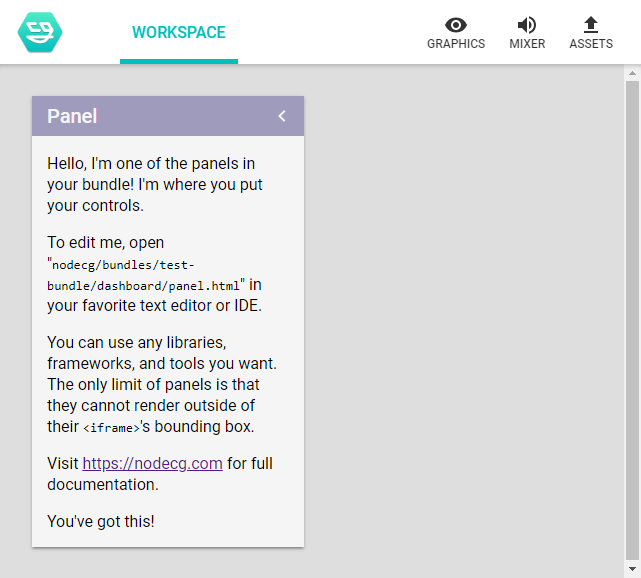 WORKSPACE
GRAPHICS
MIXER
ASSETS
Panel
Hello, I'm one of the panels in
your bundle! I'm where you put
your controls.
To edit me, open
"nodecg/bundles/test-
bundle/dashboard/panel.html" in
your favorite text editor or IDE.
You can use any libraries,
frameworks, and tools you want.
The only limit of panels is that
they cannot render outside of
their <iframe>'s bounding box.
Visit https://nodecg.com for full
documentation.
You've got this!